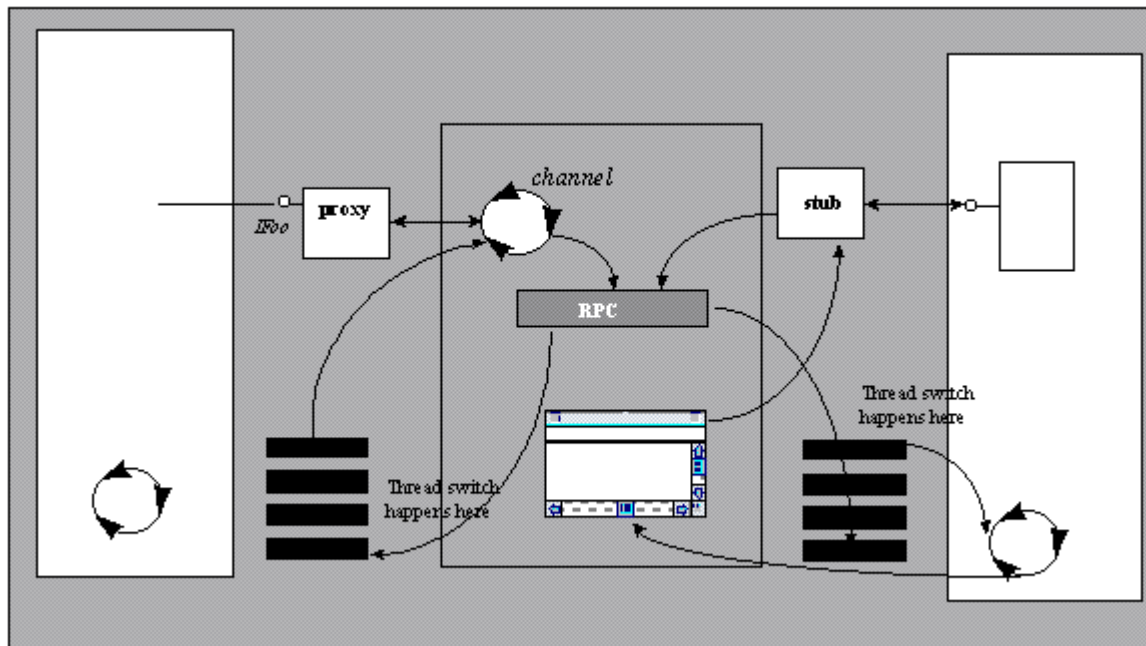 channel
proxy
stub
IFoo
RPC
Thread switch
happens here
Thread switch
happens here